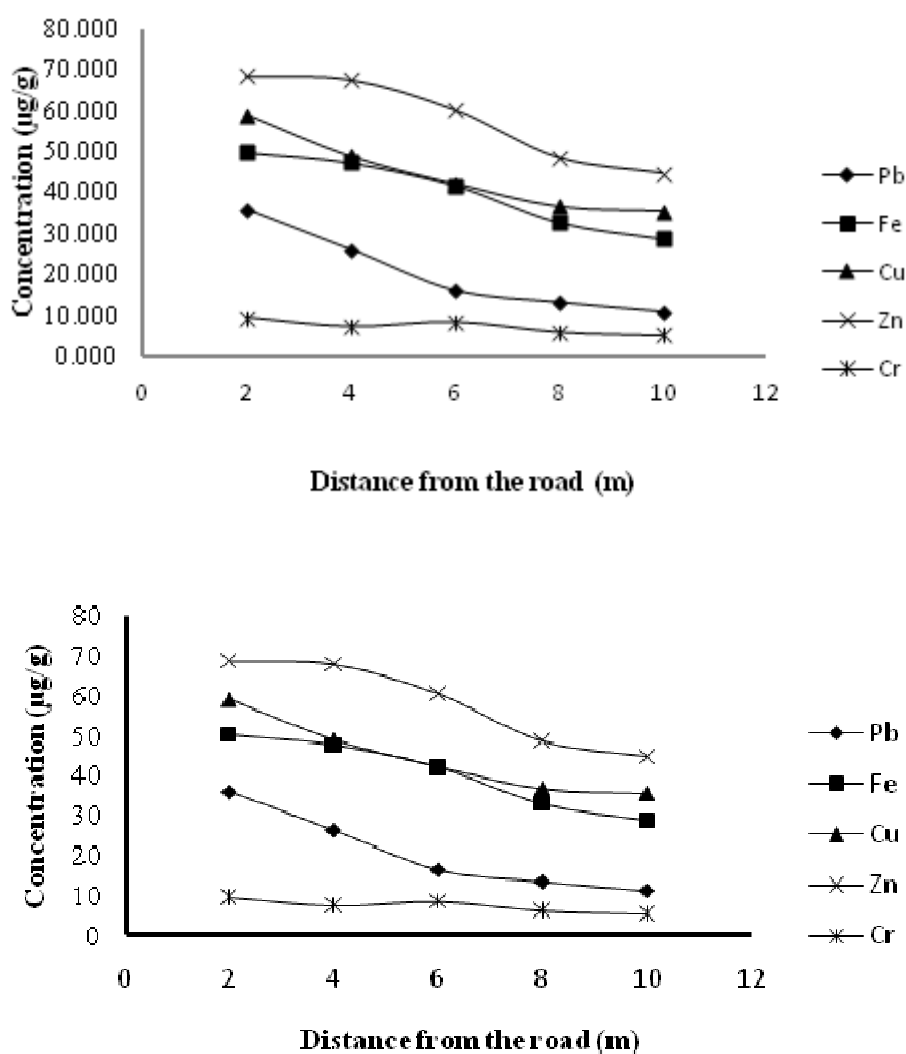 80.000
70.000
60.000
50.000
40.000
30.000
20.000
10.000
0.000
Concentration (µg/g)
0 2 4 6 8 10 12
Distance from the road (m)
Pb
Fe
Cu
Zn
Cr
80
70
60
50
40
30
20
10
0
Concentration (µg/g)
0 2 4 6 8 10 12
Distance from the road (m)
Pb
Fe
Cu
Zn
Cr